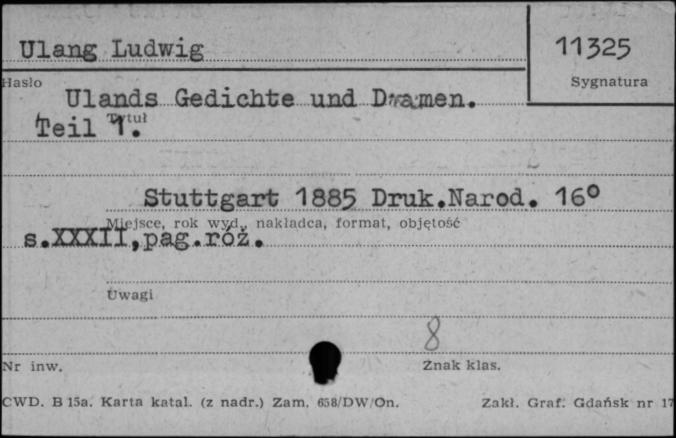 Ulang Ludwig
11325
Hasło
Sygnatura
Ulands Gedichte und Dramen.
Tytuł
Teil 1.
Stuttgart 1885 Druk.Narod. 16°
Miejsce, rok wyd., nakładca, format, objętość
s.XXXII,pag.róż.
Uwagi
8
Nr inw.
Znak klas.
CWD. B 15a. Karta katal. (z nadr.) Zam. 658/DW/On.
Zakł. Graf. Gdańsk nr 17